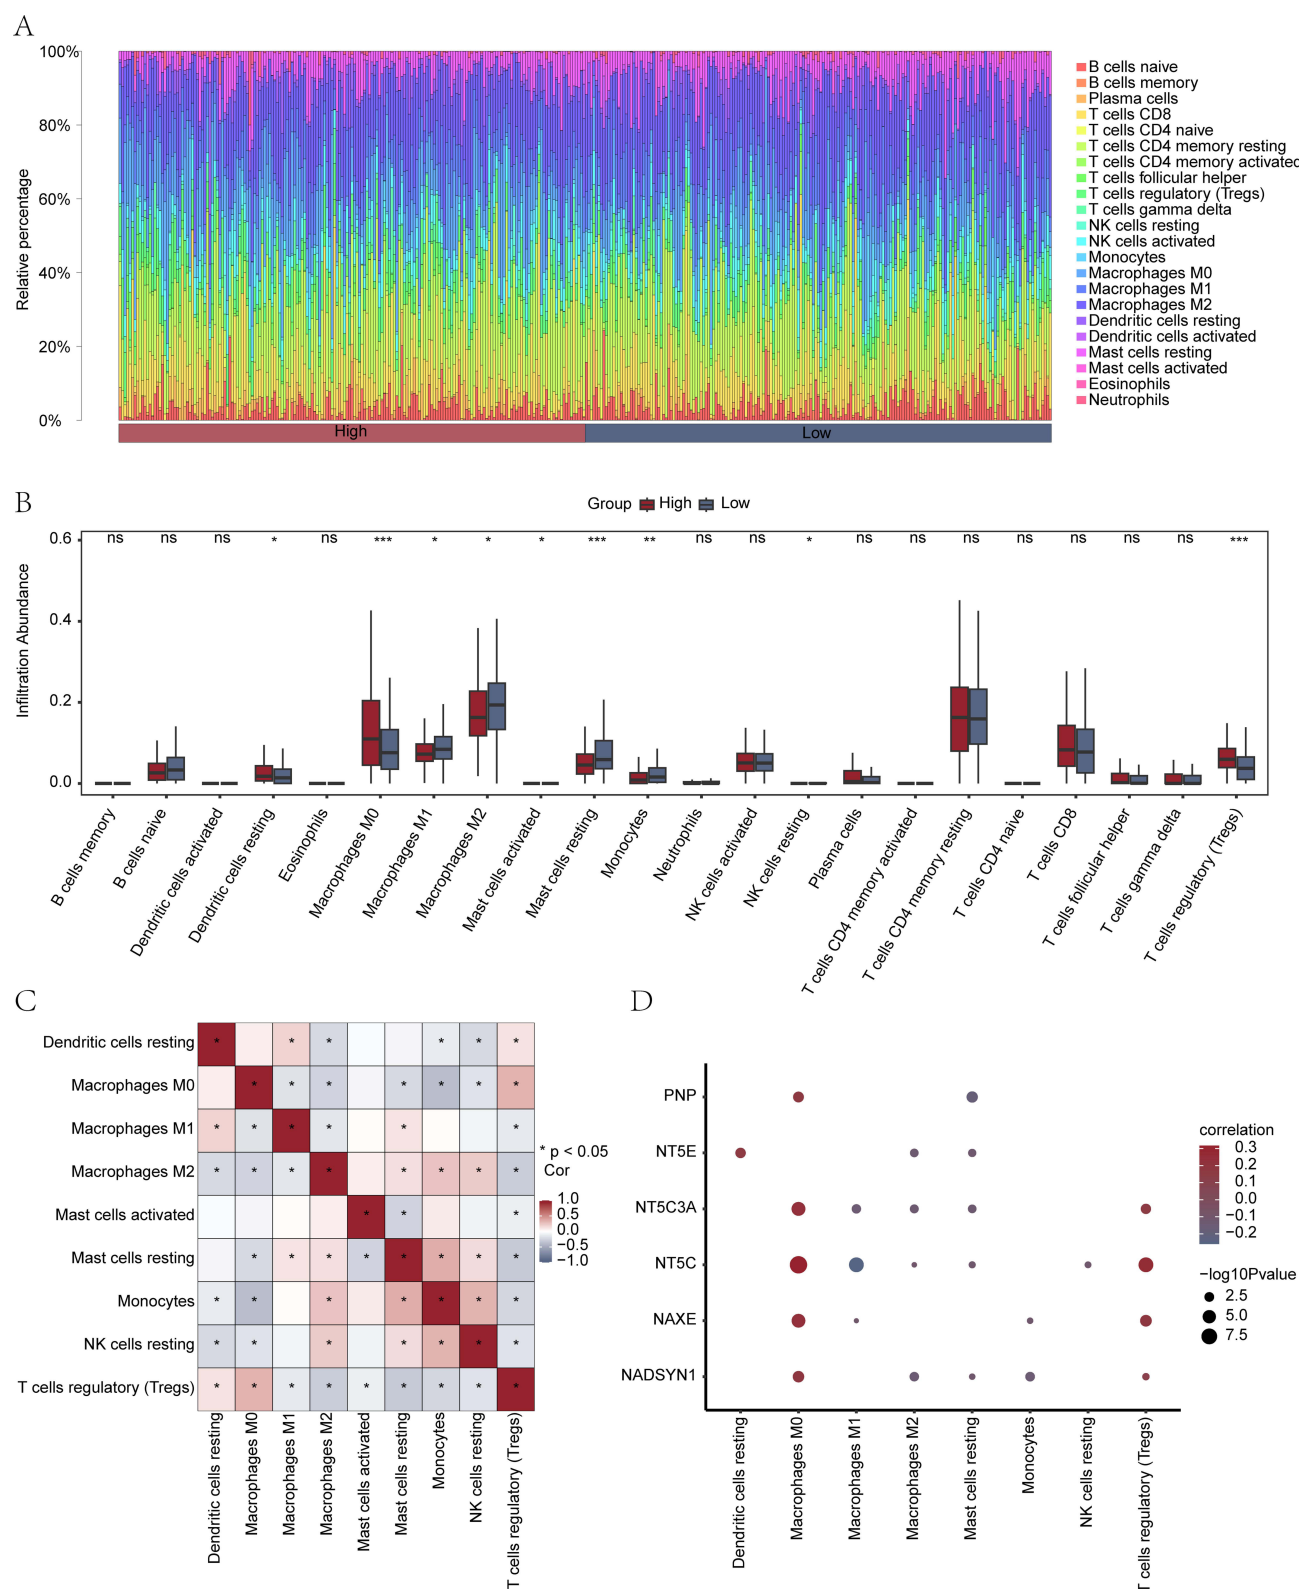 A
100%
80%
60%
40%
20%
0%
Relative percentage
High
Low
B cells naive
B cells memory
Plasma cells
T cells CD8
T cells CD4 naive
T cells CD4 memory resting
T cells CD4 memory activated
T cells follicular helper
T cells regulatory (Tregs)
T cells gamma delta
NK cells resting
NK cells activated
Monocytes
Macrophages M0
Macrophages M1
Macrophages M2
Dendritic cells resting
Dendritic cells activated
Mast cells resting
Mast cells activated
Eosinophils
Neutrophils
B
Group High Low
ns ns ns * ns *** * * * *** ** ns ns * ns ns ns ns ns ns ns ***
0.6
0.4
0.2
0.0
Infiltration Abundance
B cells memory
B cells naive
Dendritic cells activated
Dendritic cells resting
Eosinophils
Macrophages M0
Macrophages M1
Macrophages M2
Mast cells activated
Mast cells resting
Monocytes
Neutrophils
NK cells activated
NK cells resting
Plasma cells
T cells CD4 memory activated
T cells CD4 memory resting
T cells CD4 naive
T cells CD8
T cells follicular helper
T cells gamma delta
T cells regulatory (Tregs)
C
Dendritic cells resting * * * * * *
Macrophages M0 * * * * * * *
Macrophages M1 * * * * * *
Macrophages M2 * * * * * * * *
Mast cells activated * * *
Mast cells resting * * * * * * * *
Monocytes * * * * * * *
NK cells resting * * * * * * *
T cells regulatory (Tregs) * * * * * * * * *
Dendritic cells resting
Macrophages M0
Macrophages M1
Macrophages M2
Mast cells activated
Mast cells resting
Monocytes
NK cells resting
T cells regulatory (Tregs)
* p < 0.05
Cor
1.0
0.5
0.0
−0.5
−1.0
D
PNP
NT5E
NT5C3A
NT5C
NAXE
NADSYN1
Dendritic cells resting
Macrophages M0
Macrophages M1
Macrophages M2
Mast cells resting
Monocytes
NK cells resting
T cells regulatory (Tregs)
correlation
0.3
0.2
0.1
0.0
−0.1
−0.2
−log10Pvalue
2.5
5.0
7.5